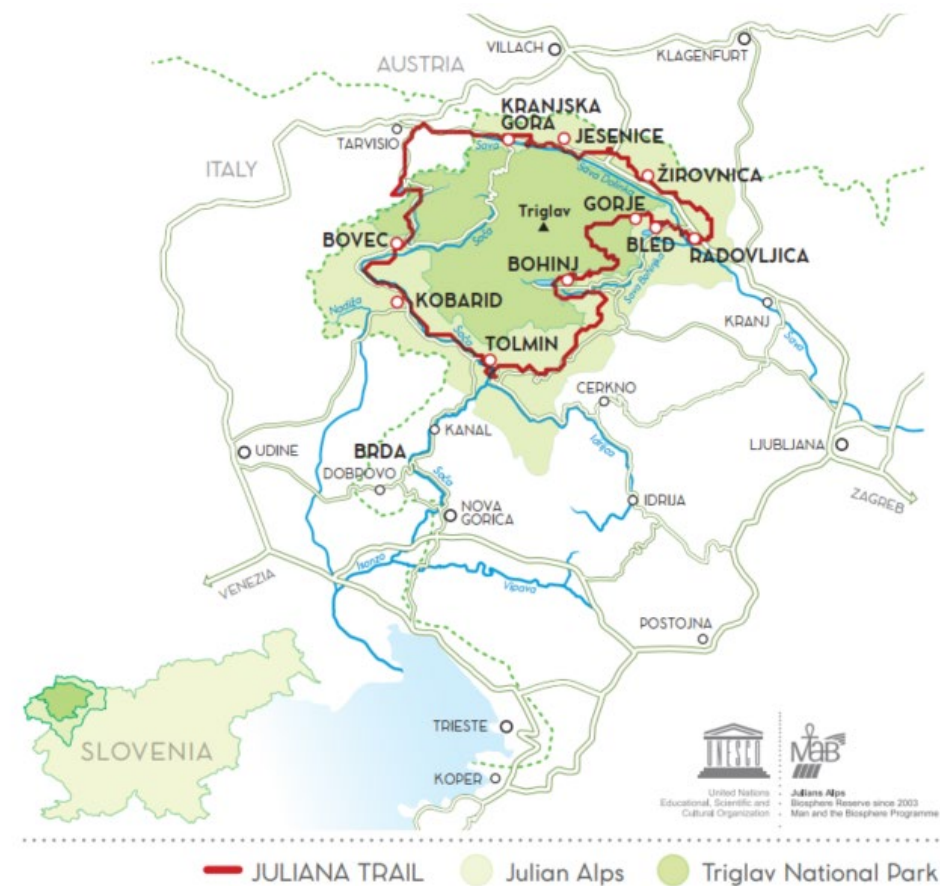 VILLACH
KLAGENFURT
AUSTRIA
KRANJSKA
GORA
JESENICE
TARVISIO
Sava
ITALY
Sava Dolinka
ŽIROVNICA
GORJE
Triglav
Soča
BOVEC
BLED
RADOVLJICA
BOHINJ
Sava Bohinjka
KOBARID
Nadiža
KRANJ
Soča
Sava
TOLMIN
CERKNO
KANAL
Idrijca
LJUBLJANA
UDINE
BRDA
DOBROVO
Soča
ZAGREB
NOVA
GORICA
IDRIJA
Isonzo
VENEZIA
Vipava
POSTOJNA
SLOVENIA
TRIESTE
KOPER
UNESCO
MaB
United Nations
Educational, Scientific and
Cultural Organization
Julians Alps
Biosphere Reserve since 2003
Man and the Biosphere Programme
JULIANA TRAIL
Julian Alps
Triglav National Park